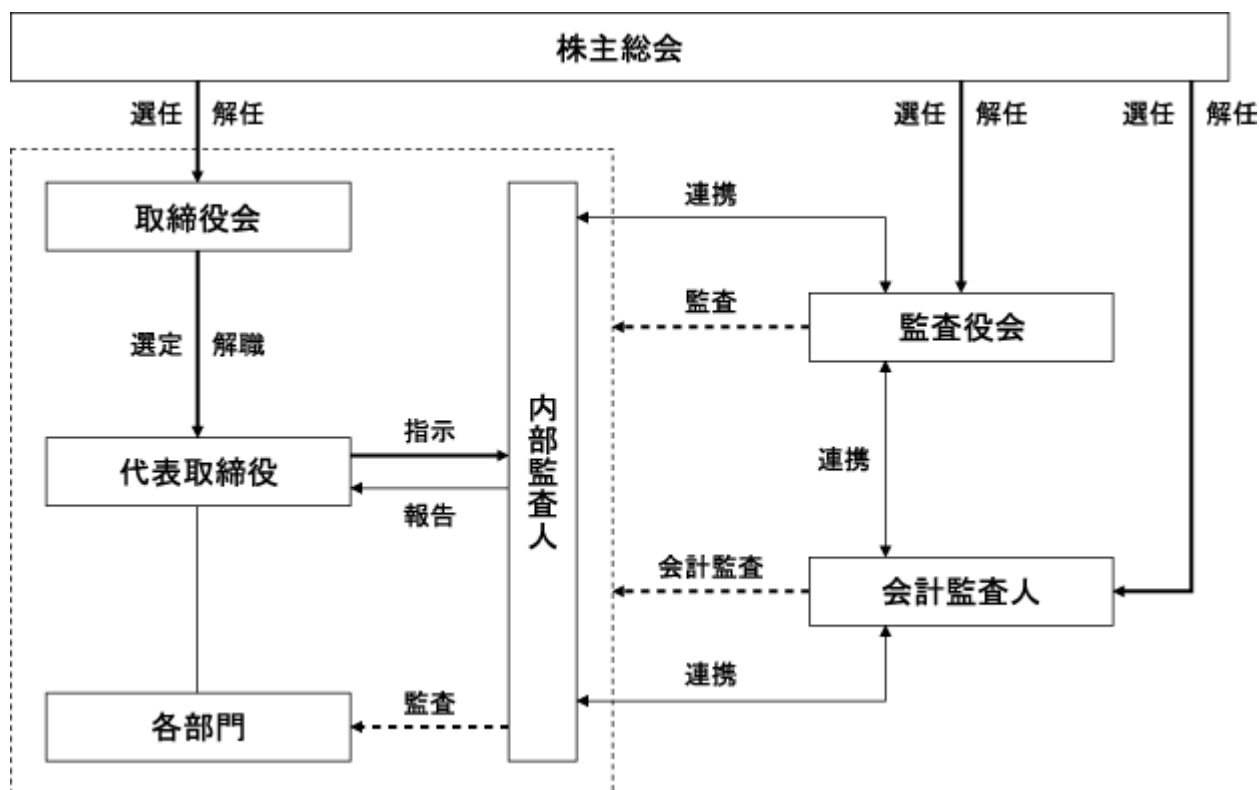 株主総会
選任 解任
選任 解任
選任 解任
取締役会
連携
監査
監査役会
選定 解職
内部監査人
指示
代表取締役
連携
報告
会計監査
会計監査人
連携
監査
各部門